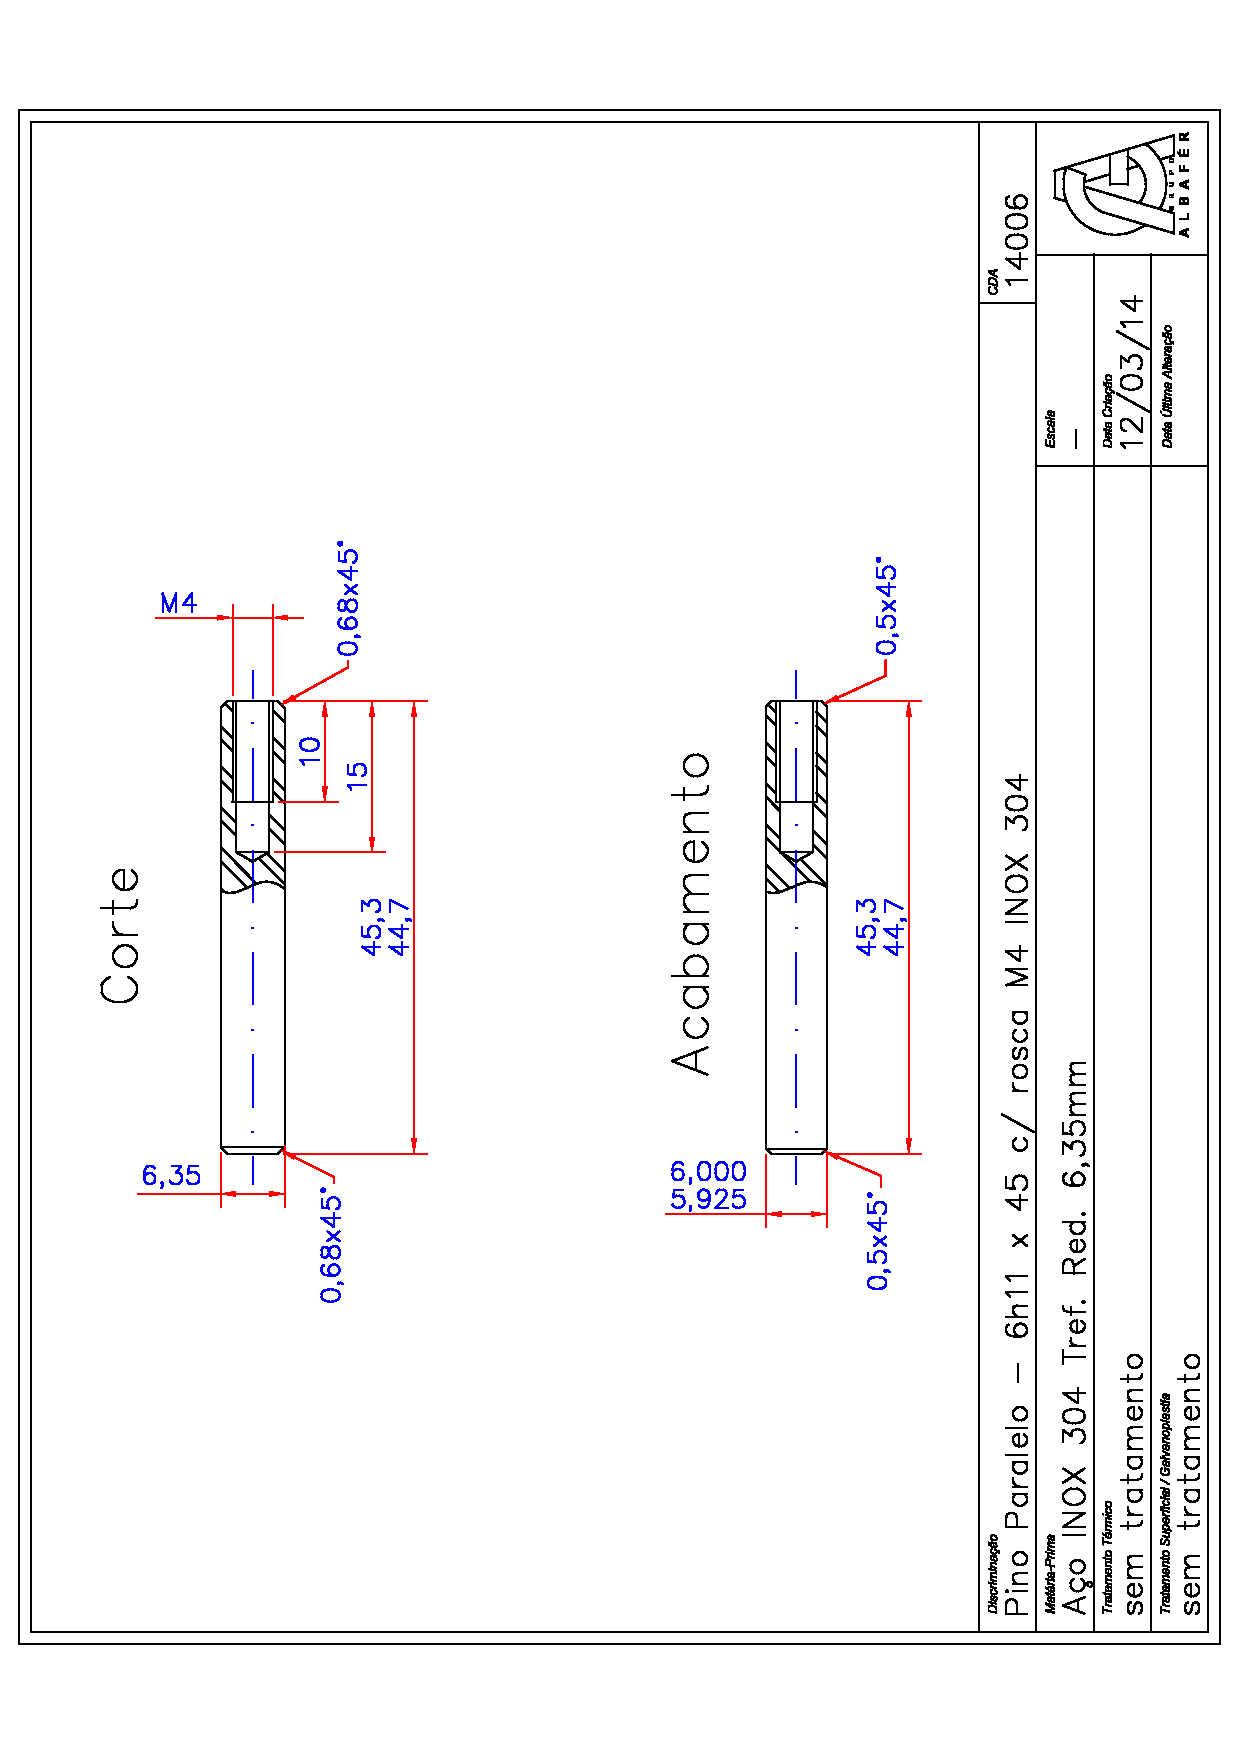 Corte
M4
0,68x45°
10
15
45,3
44,7
6,35
0,68x45°
Acabamento
0,5x45°
45,3
44,7
6,000
5,925
0,5x45°
Discriminação
Pino Paralelo - 6h11 x 45 c/ rosca M4 INOX 304
CDA
14006
Matéria-Prima
Aço INOX 304 Tref. Red. 6,35mm
Escala
-
Tratamento Térmico
sem tratamento
Data Criação
12/03/14
Tratamento Superficial / Galvanoplastia
sem tratamento
Data Última Alteração
GRUPO
ALBAFÉR